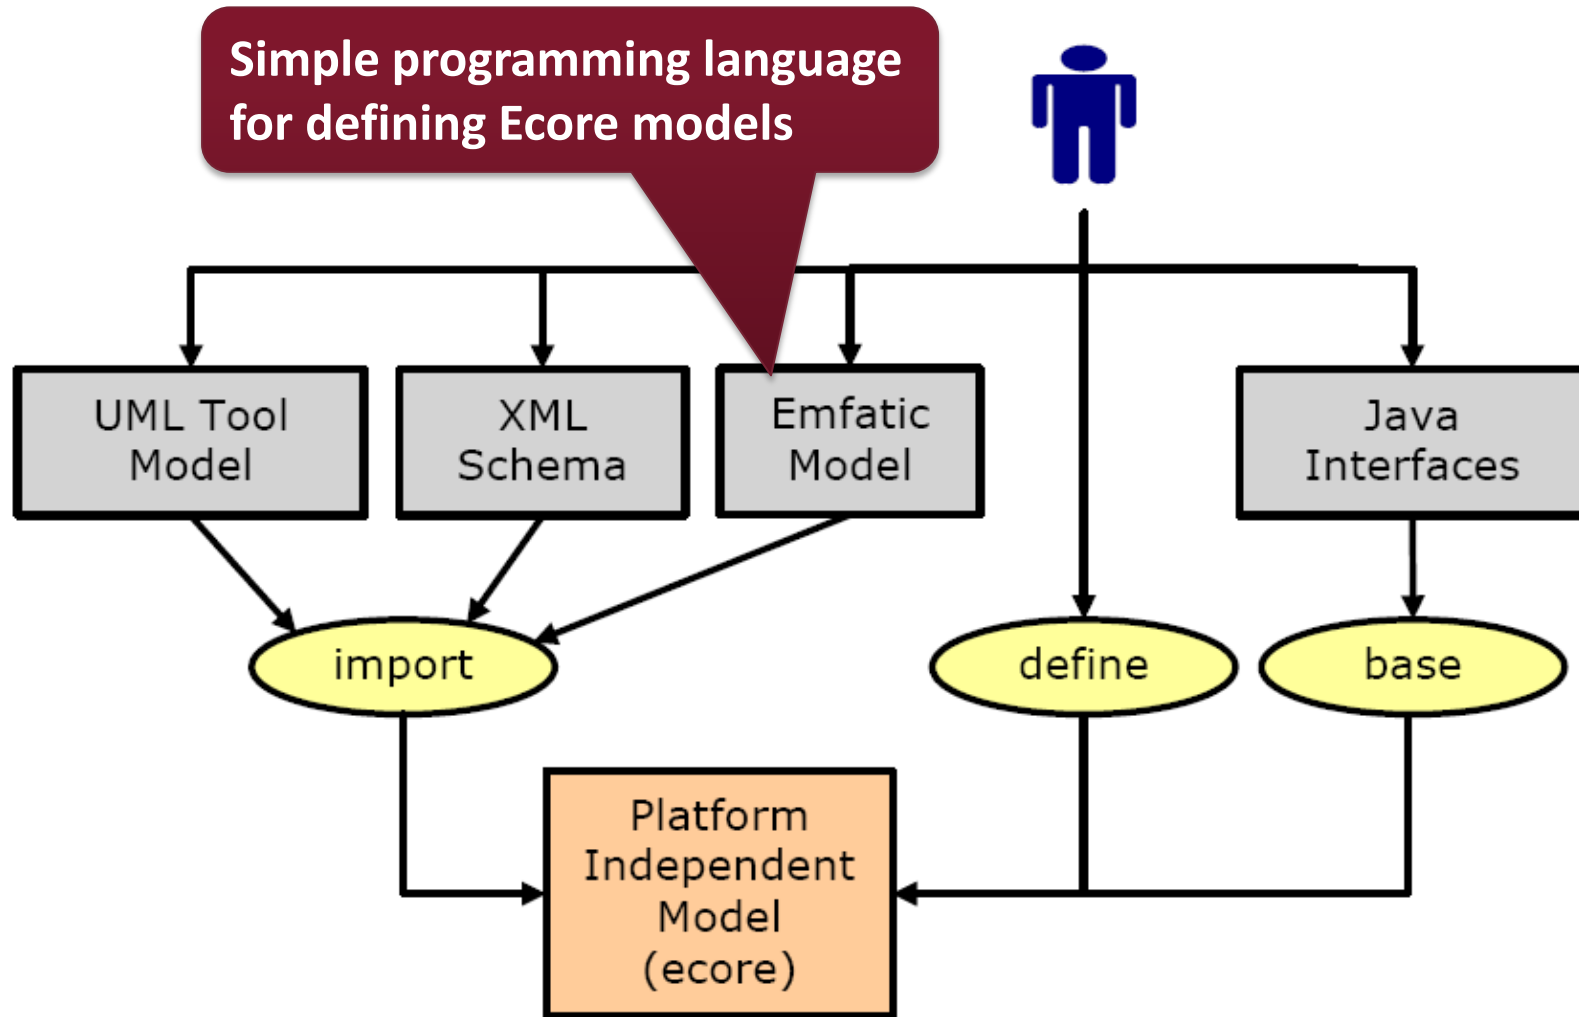 Simple programming language
for defining Ecore models
UML Tool
Model
XML
Schema
Emfatic
Model
Java
Interfaces
import
define
base
Platform
Independent
Model
(ecore)